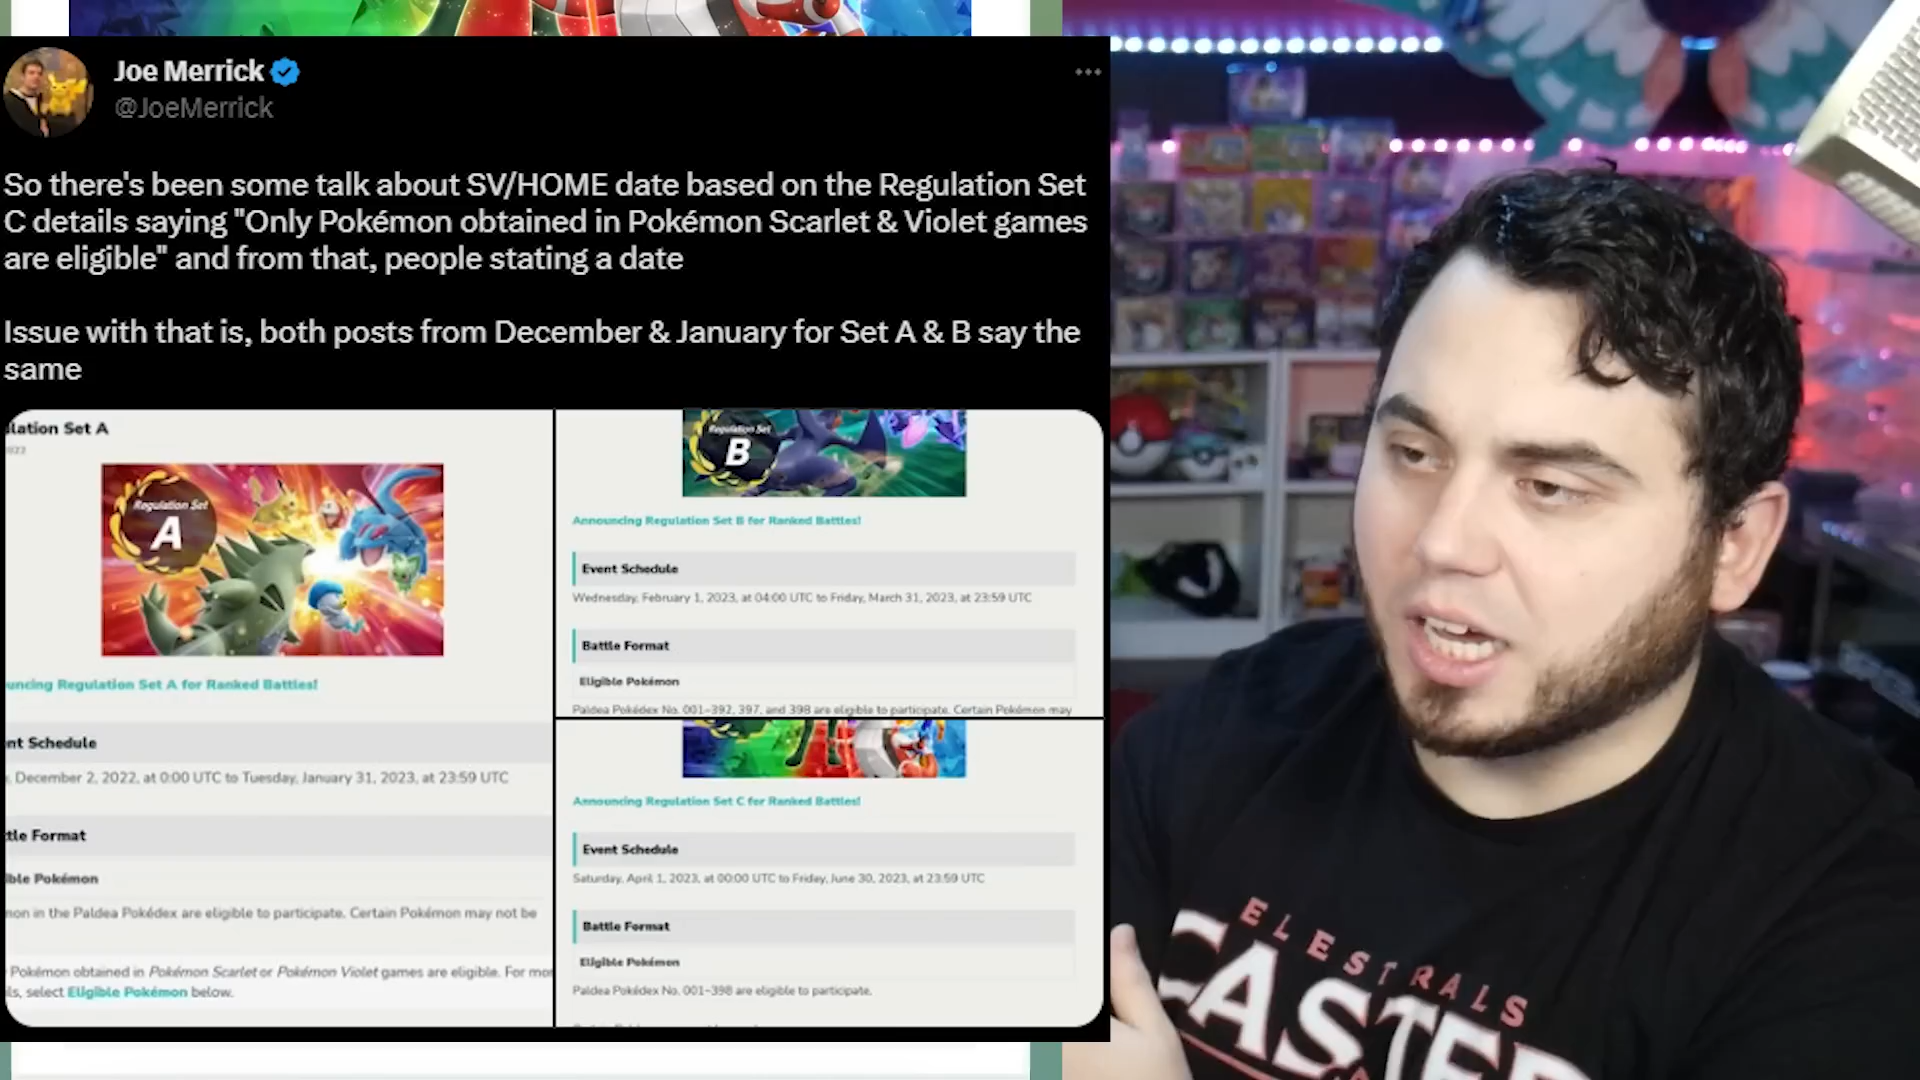 Joe Merrick
@JoeMerrick
So there's been some talk about SV/HOME date based on the Regulation Set
C details saying "Only Pokémon obtained in Pokémon Scarlet & Violet games
are eligible" and from that, people stating a date
Issue with that is, both posts from December & January for Set A & B say the
same
lation Set A
2022
Regulation Set
A
uncing Regulation Set A for Ranked Battles!
nt Schedule
, December 2, 2022, at 0:00 UTC to Tuesday, January 31, 2023, at 23:59 UTC
ttle Format
ible Pokémon
mon in the Paldea Pokédex are eligible to participate. Certain Pokémon may not be
Pokémon obtained in Pokémon Scarlet or Pokémon Violet games are eligible. For mor
ls, select Eligible Pokémon below.
Regulation Set
B
Announcing Regulation Set B for Ranked Battles!
Event Schedule
Wednesday, February 1, 2023, at 04:00 UTC to Friday, March 31, 2023, at 23:59 UTC
Battle Format
Eligible Pokémon
Paldea Pokédex No. 001–392, 397, and 398 are eligible to participate. Certain Pokémon may
Announcing Regulation Set C for Ranked Battles!
Event Schedule
Saturday, April 1, 2023, at 00:00 UTC to Friday, June 30, 2023, at 23:59 UTC
Battle Format
Eligible Pokémon
Paldea Pokédex No. 001–398 are eligible to participate.
ELESTRALS
CASTER